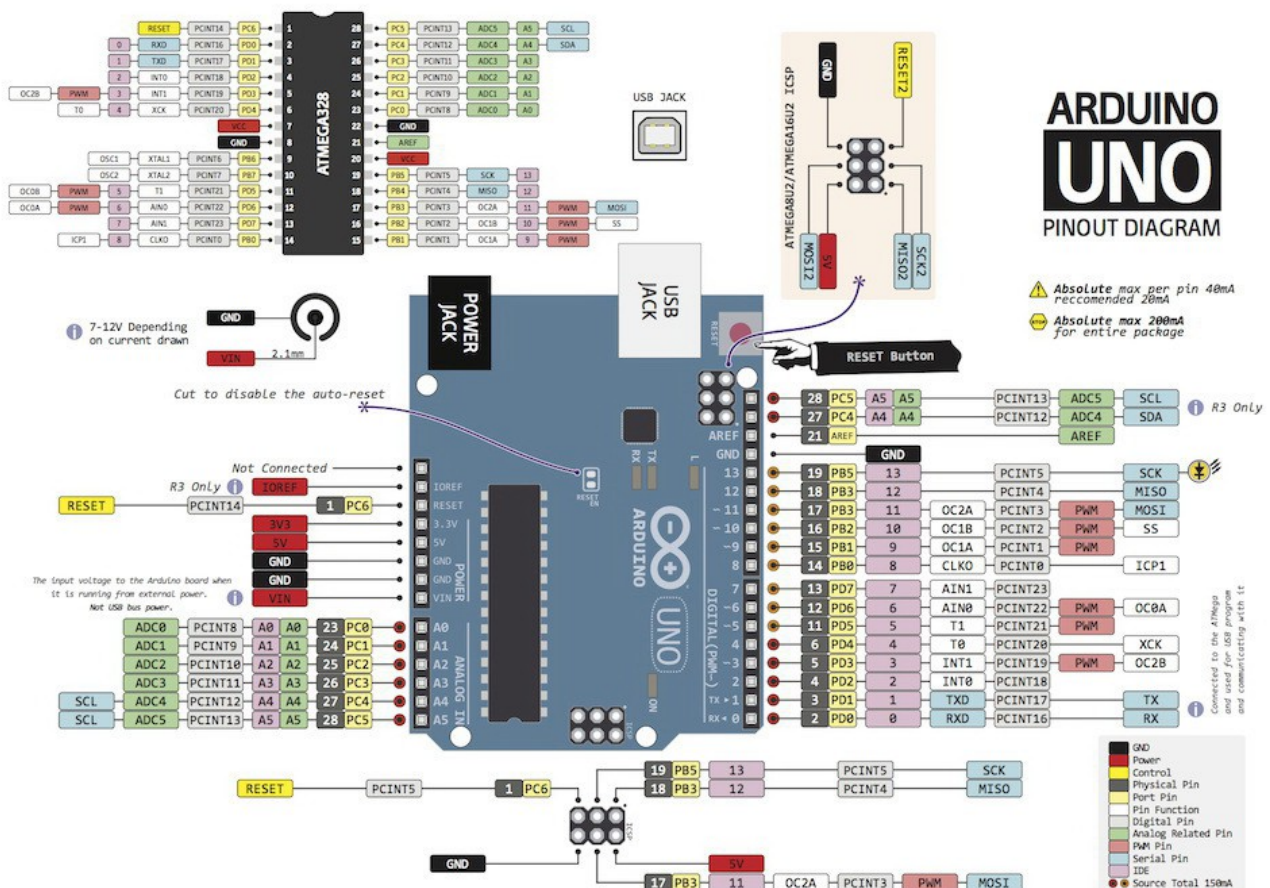 RESET PCINT14 PC6 1
0 RXD PCINT16 PD0 2
1 TXD PCINT17 PD1 3
2 INT0 PCINT18 PD2 4
OC2B PWM 3 INT1 PCINT19 PD3 5
T0 4 XCK PCINT20 PD4 6
VCC 7
GND 8
OSC1 XTAL1 PCINT6 PB6 9
OSC2 XTAL2 PCINT7 PB7 10
OC0B PWM 5 T1 PCINT21 PD5 11
OC0A PWM 6 AIN0 PCINT22 PD6 12
7 AIN1 PCINT23 PD7 13
ICP1 8 CLKO PCINT0 PB0 14
ATMEGA328
28 PC5 PCINT13 ADC5 A5 SCL
27 PC4 PCINT12 ADC4 A4 SDA
26 PC3 PCINT11 ADC3 A3
25 PC2 PCINT10 ADC2 A2
24 PC1 PCINT9 ADC1 A1
23 PC0 PCINT8 ADC0 A0
22 GND
21 AREF
20 VCC
19 PB5 PCINT5 SCK 13
18 PB4 PCINT4 MISO 12
17 PB3 PCINT3 OC2A 11 PWM MOSI
16 PB2 PCINT2 OC1B 10 PWM SS
15 PB1 PCINT1 OC1A 9 PWM
USB JACK
ATMEGA8U2/ATMEGA16U2 ICSP
GND
RESET2
MOSI2
5V
MISO2
SCK2
ARDUINO
UNO
PINOUT DIAGRAM
Absolute max per pin 40mA
reccomended 20mA
STOP
Absolute max 200mA
for entire package
7-12V Depending
on current drawn
GND
VIN
2.1mm
Cut to disable the auto-reset
POWER
JACK
USB
JACK
RESET
RESET Button
Not Connected
R3 Only
IOREF
RESET PCINT14 1 PC6
3V3
5V
GND
GND
VIN
The input voltage to the Arduino board when
it is running from external power.
Not USB bus power.
ADC0 PCINT8 A0 A0 23 PC0
ADC1 PCINT9 A1 A1 24 PC1
ADC2 PCINT10 A2 A2 25 PC2
ADC3 PCINT11 A3 A3 26 PC3
SCL ADC4 PCINT12 A4 A4 27 PC4
SCL ADC5 PCINT13 A5 A5 28 PC5
IOREF
RESET
3.3V
5V
GND
GND
VIN
POWER
A0
A1
A2
A3
A4
A5
ANALOG IN
RESET
EN
RX
TX
L
ARDUINO
UNO
ON
ICSP
AREF
GND
13
12
~11
~10
~9
8
7
~6
~5
4
~3
2
TX 1
RX 0
DIGITAL(PWM~)
28 PC5 A5 A5 PCINT13 ADC5 SCL
27 PC4 A4 A4 PCINT12 ADC4 SDA
R3 Only
21 AREF AREF
GND
19 PB5 13 PCINT5 SCK
18 PB3 12 PCINT4 MISO
17 PB3 11 OC2A PCINT3 PWM MOSI
16 PB2 10 OC1B PCINT2 PWM SS
15 PB1 9 OC1A PCINT1 PWM
14 PB0 8 CLKO PCINT0 ICP1
13 PD7 7 AIN1 PCINT23
12 PD6 6 AIN0 PCINT22 PWM OC0A
11 PD5 5 T1 PCINT21 PWM
6 PD4 4 T0 PCINT20 XCK
5 PD3 3 INT1 PCINT19 PWM OC2B
4 PD2 2 INT0 PCINT18
3 PD1 1 TXD PCINT17 TX
2 PD0 0 RXD PCINT16 RX
Connected to the ATMega
and used for USB program
and communicating with it
RESET PCINT5 1 PC6
19 PB5 13 PCINT5 SCK
18 PB3 12 PCINT4 MISO
ICSP
GND
5V
17 PB3 11 OC2A PCINT3 PWM MOSI
GND
Power
Control
Physical Pin
Port Pin
Pin Function
Digital Pin
Analog Related Pin
PWM Pin
Serial Pin
IDE
Source Total 150mA